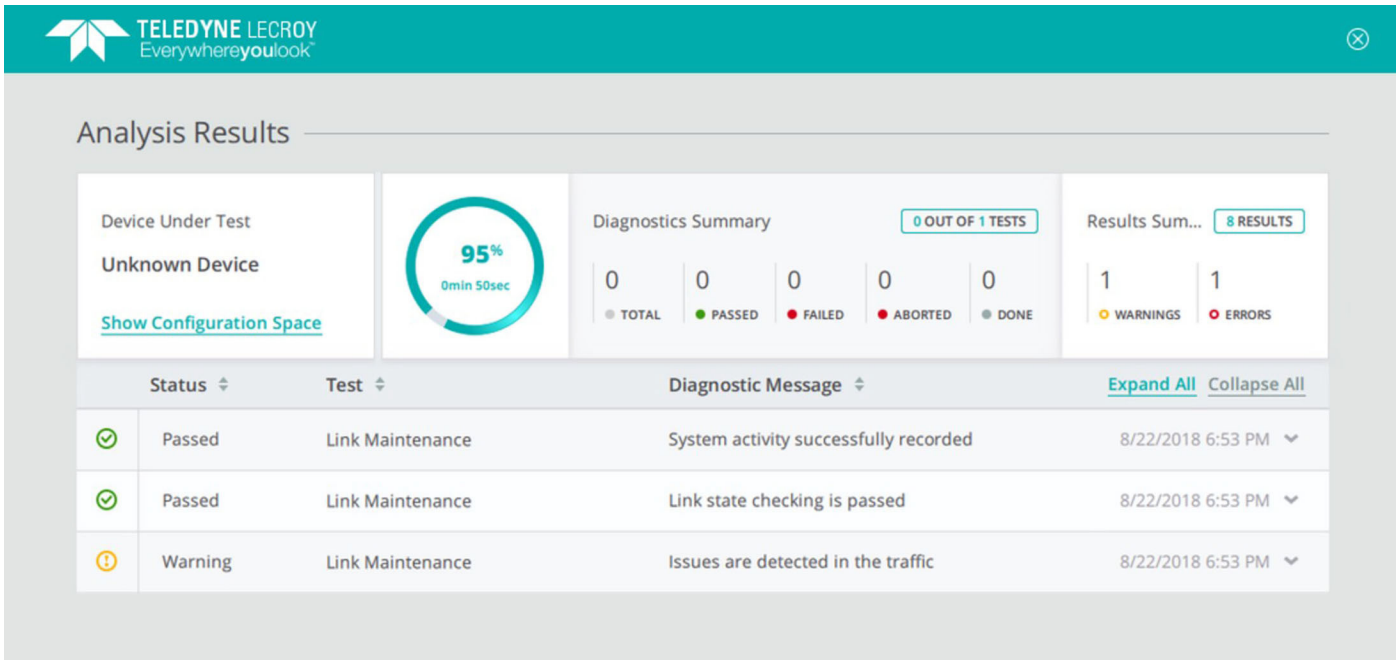 TELEDYNE LECROY
Everywhereyoulook™
Analysis Results
Device Under Test
Unknown Device
Show Configuration Space
95%
0min 50sec
Diagnostics Summary
0 OUT OF 1 TESTS
0 0 0 0 0
TOTAL PASSED FAILED ABORTED DONE
Results Sum... 8 RESULTS
1 1
WARNINGS ERRORS
Status Test Diagnostic Message Expand All Collapse All
Passed Link Maintenance System activity successfully recorded 8/22/2018 6:53 PM
Passed Link Maintenance Link state checking is passed 8/22/2018 6:53 PM
Warning Link Maintenance Issues are detected in the traffic 8/22/2018 6:53 PM